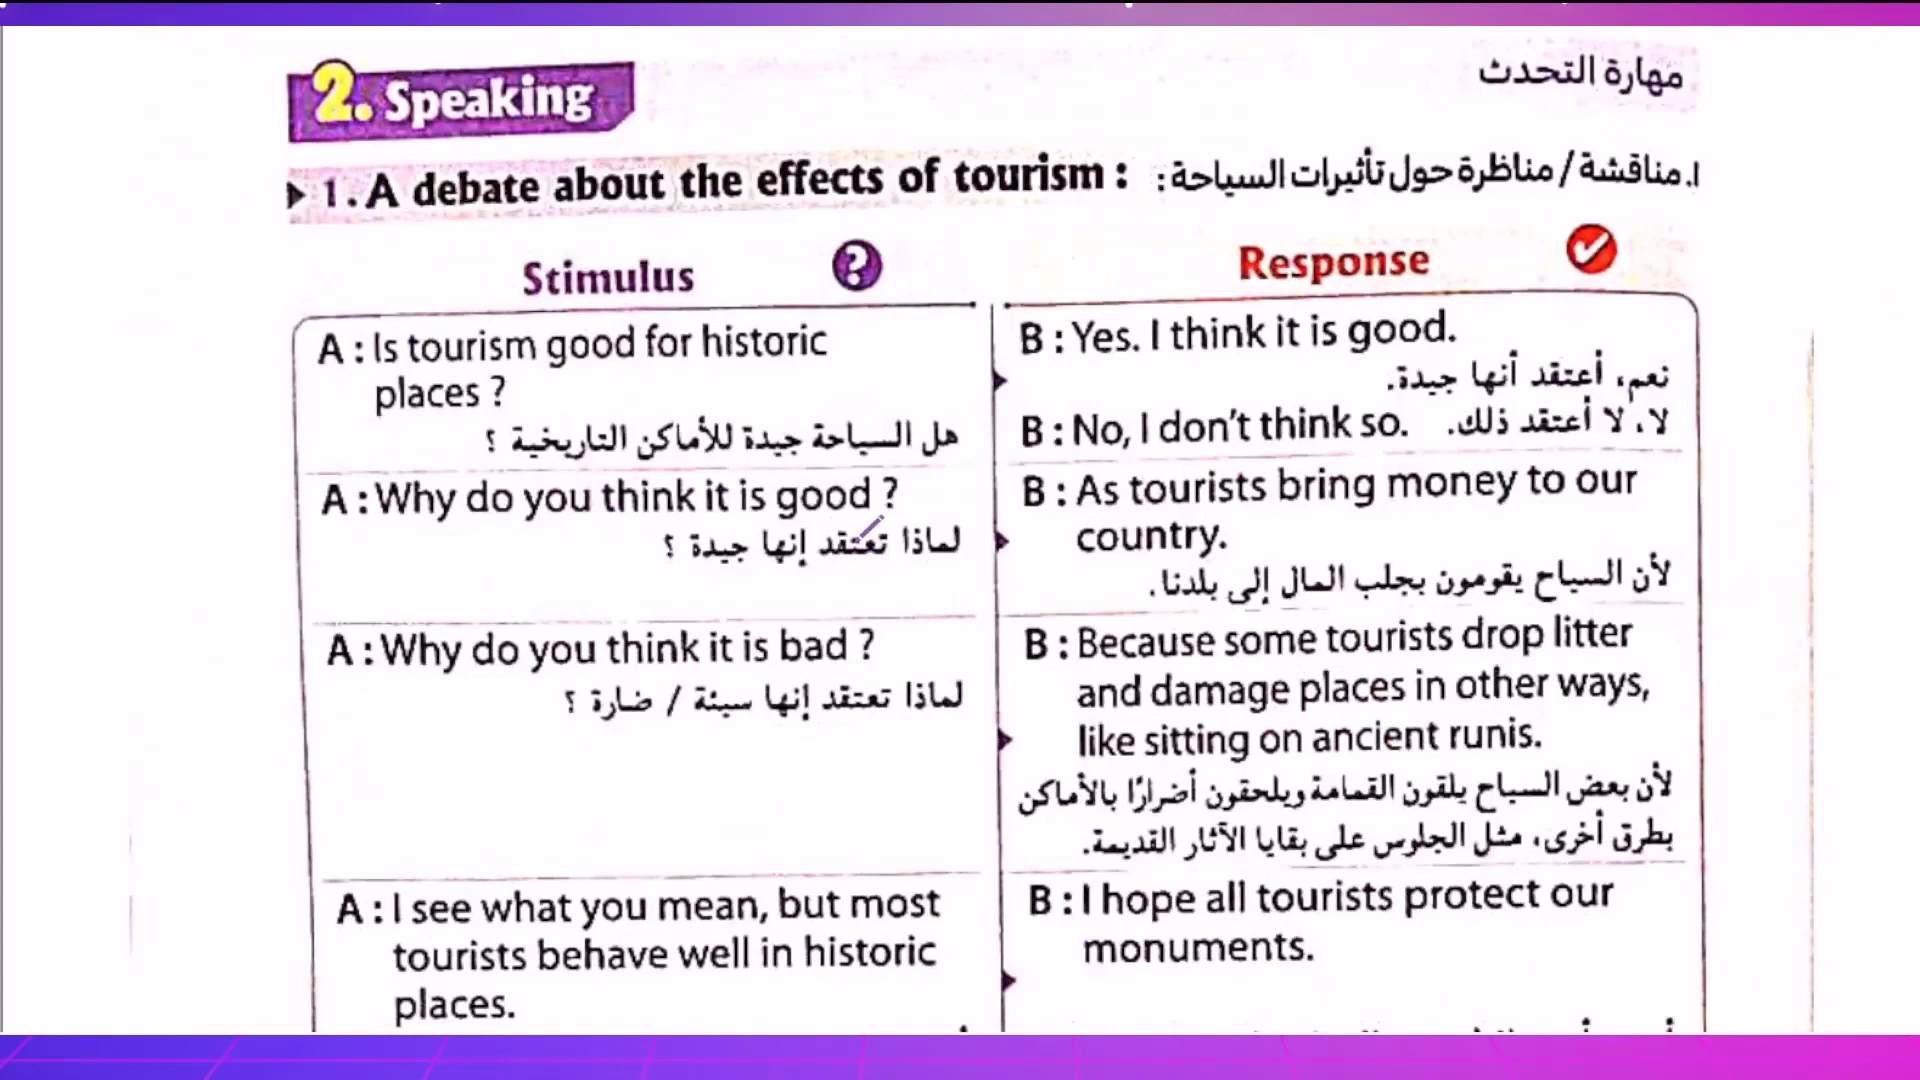 2. Speaking
مهارة التحدث
1. A debate about the effects of tourism :
١. مناقشة / مناظرة حول تأثيرات السياحة :
Stimulus
?
Response
A : Is tourism good for historic
places ?
هل السياحة جيدة للأماكن التاريخية ؟
B : Yes. I think it is good.
نعم، أعتقد أنها جيدة.
B : No, I don't think so. لا، لا أعتقد ذلك.
A : Why do you think it is good ?
لماذا تعتقد إنها جيدة ؟
B : As tourists bring money to our
country.
لأن السياح يقومون بجلب المال إلى بلدنا.
A : Why do you think it is bad ?
لماذا تعتقد إنها سيئة / ضارة ؟
B : Because some tourists drop litter
and damage places in other ways,
like sitting on ancient runis.
لأن بعض السياح يلقون القمامة ويلحقون أضرارًا بالأماكن
بطرق أخرى، مثل الجلوس على بقايا الآثار القديمة.
A : I see what you mean, but most
tourists behave well in historic
places.
B : I hope all tourists protect our
monuments.